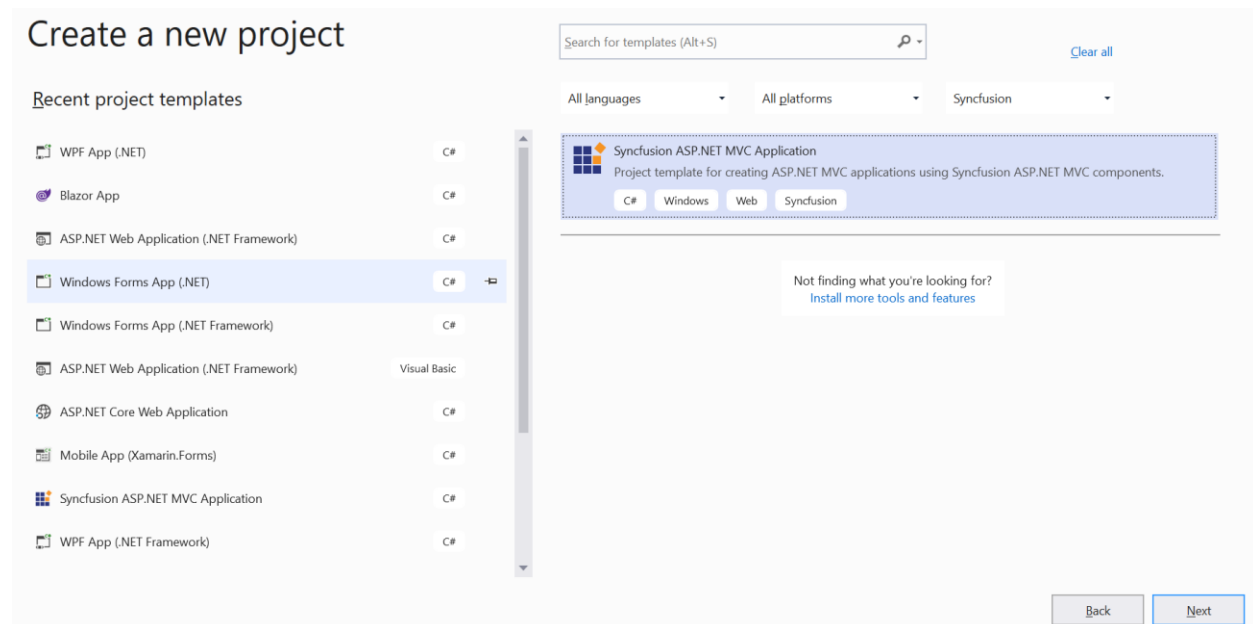 Create a new project
Search for templates (Alt+S)
Clear all
Recent project templates
All languages
All platforms
Syncfusion
WPF App (.NET) C#
Blazor App C#
ASP.NET Web Application (.NET Framework) C#
Windows Forms App (.NET) C#
Windows Forms App (.NET Framework) C#
ASP.NET Web Application (.NET Framework) Visual Basic
ASP.NET Core Web Application C#
Mobile App (Xamarin.Forms) C#
Syncfusion ASP.NET MVC Application C#
WPF App (.NET Framework) C#
Syncfusion ASP.NET MVC Application
Project template for creating ASP.NET MVC applications using Syncfusion ASP.NET MVC components.
C# Windows Web Syncfusion
Not finding what you're looking for?
Install more tools and features
Back Next